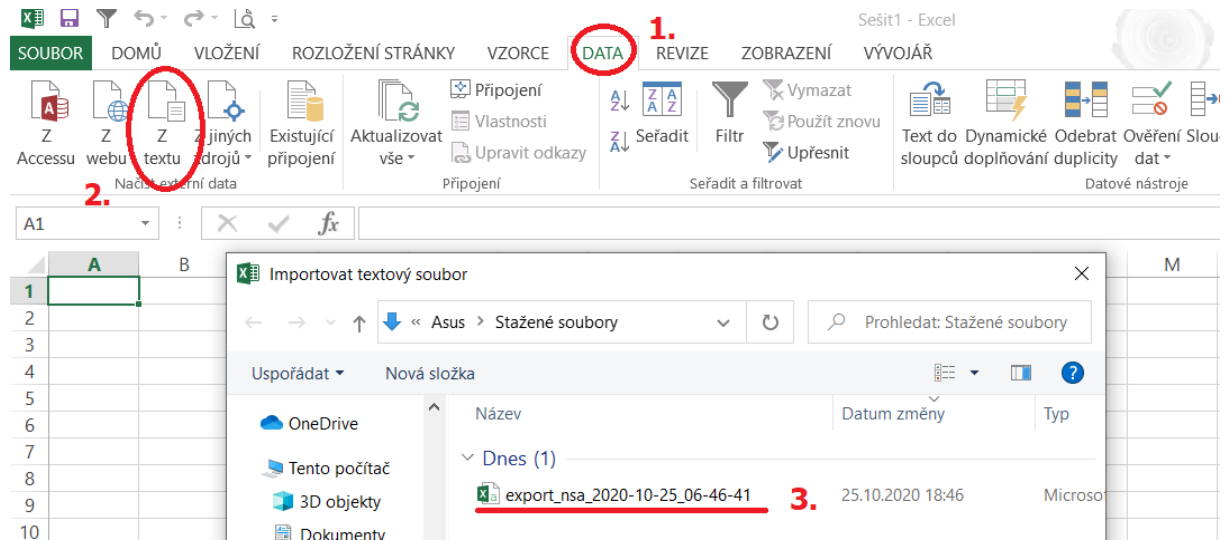 Sešit1 - Excel
1.
SOUBOR DOMŮ VLOŽENÍ ROZLOŽENÍ STRÁNKY VZORCE DATA REVIZE ZOBRAZENÍ VÝVOJÁŘ
Z Accessu
Z webu
Z textu
Z jiných zdrojů
Existující připojení
Načíst externí data
2.
Aktualizovat vše
Připojení
Vlastnosti
Upravit odkazy
Připojení
Seřadit
Filtr
Vymazat
Použít znovu
Upřesnit
Seřadit a filtrovat
Text do sloupců
Dynamické doplňování
Odebrat duplicity
Ověření dat
Slou
Datové nástroje
A1
fx
A B M
1
2
3
4
5
6
7
8
9
10
Importovat textový soubor
« Asus > Stažené soubory
Prohledat: Stažené soubory
Uspořádat Nová složka
Název Datum změny Typ
OneDrive
Tento počítač
3D objekty
Dokumenty
Dnes (1)
export_nsa_2020-10-25_06-46-41 3. 25.10.2020 18:46 Microso